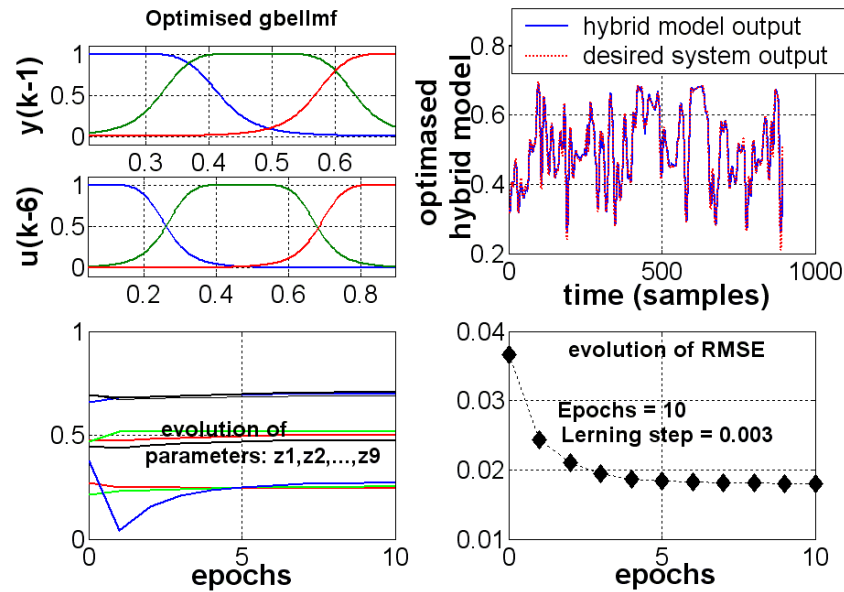 Optimised gbellmf
y(k-1)
1
0.5
0
0.3 0.4 0.5 0.6
u(k-6)
1
0.5
0
0.2 0.4 0.6 0.8
hybrid model output
desired system output
optimased
hybrid model
0.8
0.6
0.4
0.2
0 500 1000
time (samples)
1
0.5
0
evolution of
parameters: z1,z2,...,z9
0 5 10
epochs
0.04
0.03
0.02
0.01
evolution of RMSE
Epochs = 10
Lerning step = 0.003
0 5 10
epochs